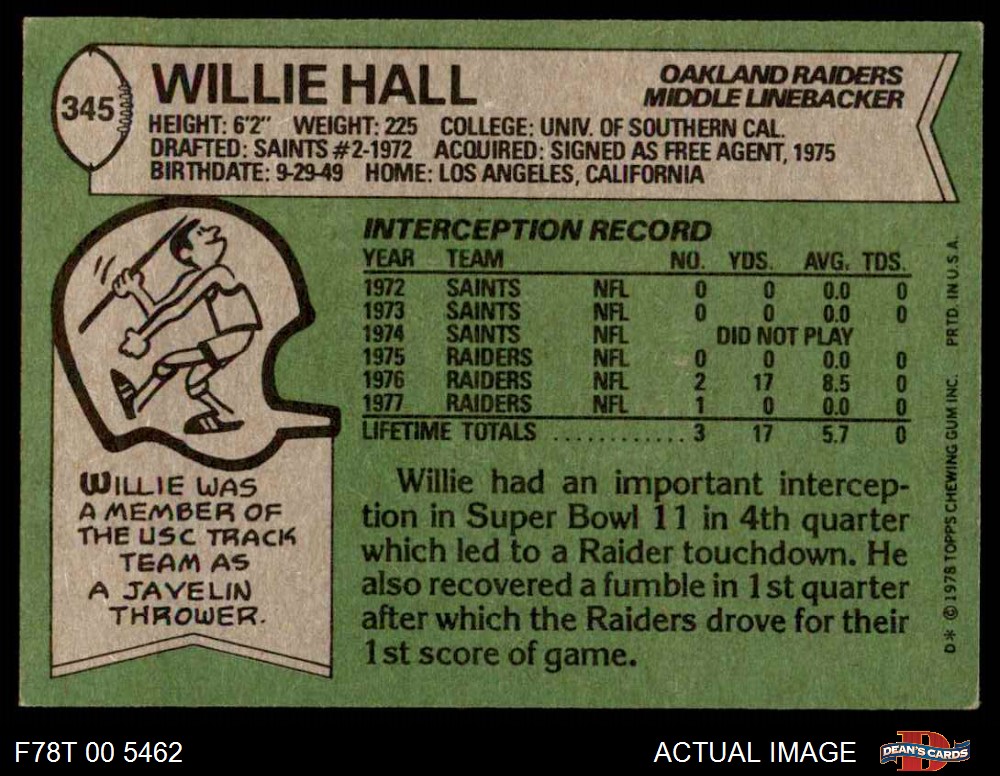 345
WILLIE HALL
OAKLAND RAIDERS
MIDDLE LINEBACKER
HEIGHT: 6'2" WEIGHT: 225 COLLEGE: UNIV. OF SOUTHERN CAL.
DRAFTED: SAINTS #2-1972 ACQUIRED: SIGNED AS FREE AGENT, 1975
BIRTHDATE: 9-29-49 HOME: LOS ANGELES, CALIFORNIA
INTERCEPTION RECORD
YEAR TEAM NO. YDS. AVG. TDS.
1972 SAINTS NFL 0 0 0.0 0
1973 SAINTS NFL 0 0 0.0 0
1974 SAINTS NFL DID NOT PLAY
1975 RAIDERS NFL 0 0 0.0 0
1976 RAIDERS NFL 2 17 8.5 0
1977 RAIDERS NFL 1 0 0.0 0
LIFETIME TOTALS ............ 3 17 5.7 0
WILLIE WAS
A MEMBER OF
THE USC TRACK
TEAM AS
A JAVELIN
THROWER.
Willie had an important intercep-
tion in Super Bowl 11 in 4th quarter
which led to a Raider touchdown. He
also recovered a fumble in 1st quarter
after which the Raiders drove for their
1st score of game.
D* © 1978 TOPPS CHEWING GUM INC. PRTD. IN U.S.A.
F78T 00 5462
ACTUAL IMAGE
D
DEAN'S CARDS